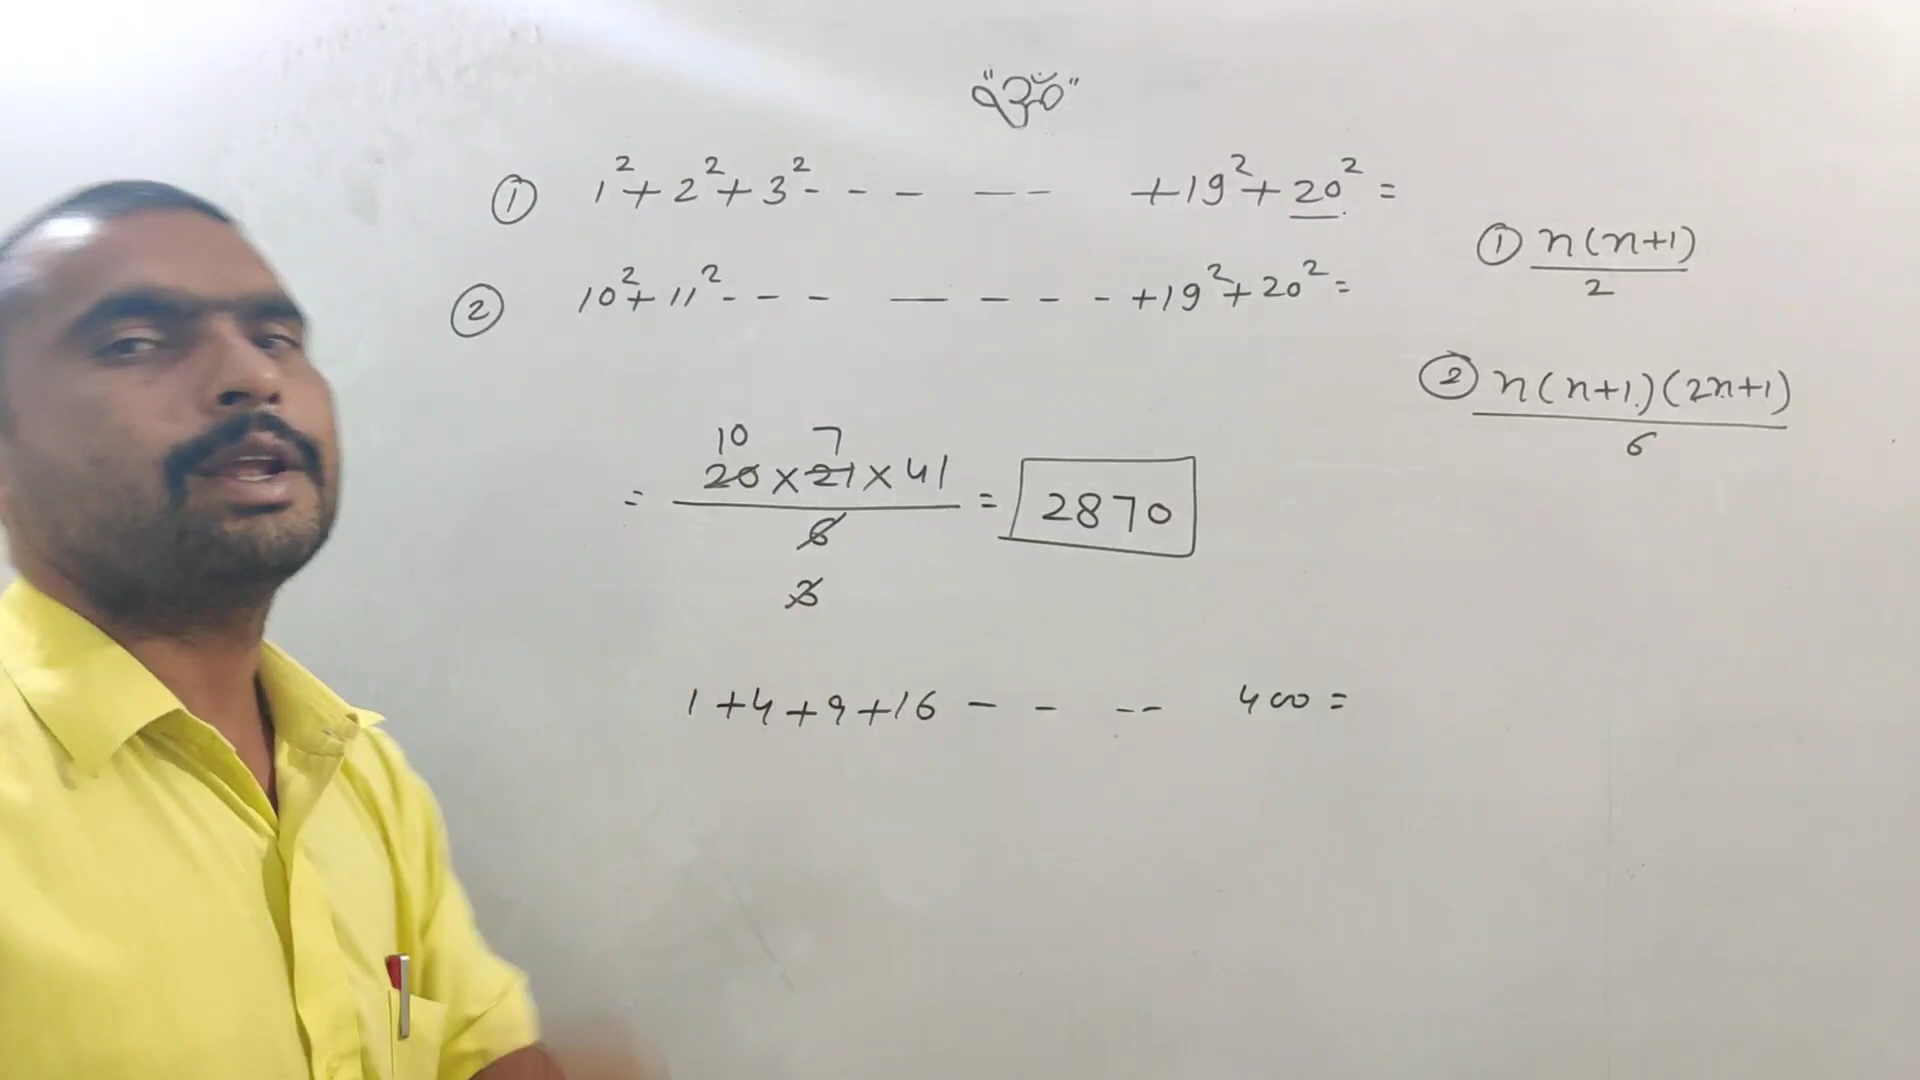 "ॐ"
① 1²+2²+3²- - - - - +19²+20² =
② 10²+11²- - - — - - - +19²+20² =
① n(n+1)
2
② n(n+1)(2n+1)
6
10 7
= 20×21×41 = 2870
6
3
1+4+9+16 - - -- 400 =